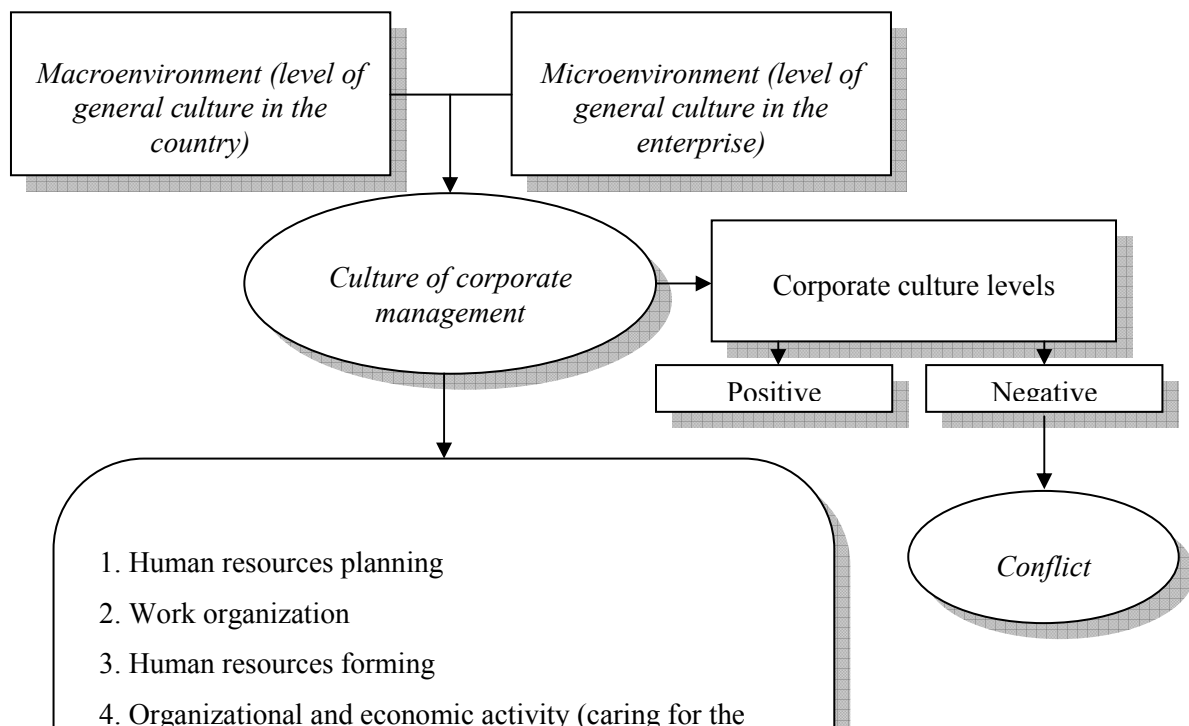 Macroenvironment (level of
general culture in the
country)
Microenvironment (level of
general culture in the
enterprise)
Culture of corporate
management
Corporate culture levels
Positive
Negative
Conflict
1. Human resources planning
2. Work organization
3. Human resources forming
4. Organizational and economic activity (caring for the